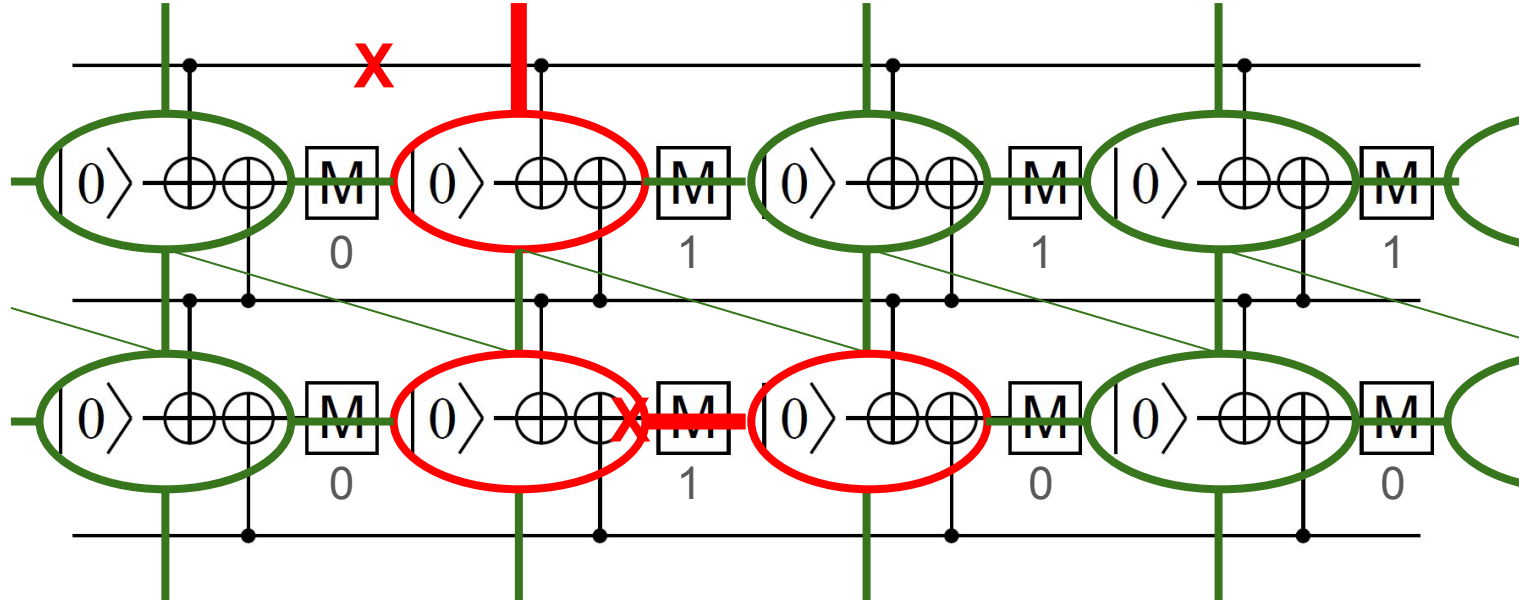 X
|0⟩ M |0⟩ M |0⟩ M |0⟩ M
0 1 1 1
|0⟩ M |0⟩ X M |0⟩ M |0⟩ M
0 1 0 0